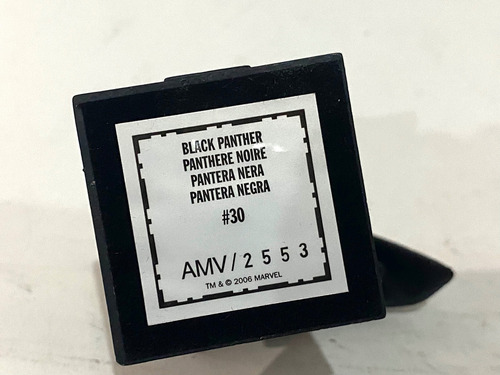 BLACK PANTHER
PANTHERE NOIRE
PANTERA NERA
PANTERA NEGRA
#30
AMV/2553
TM & © 2006 MARVEL